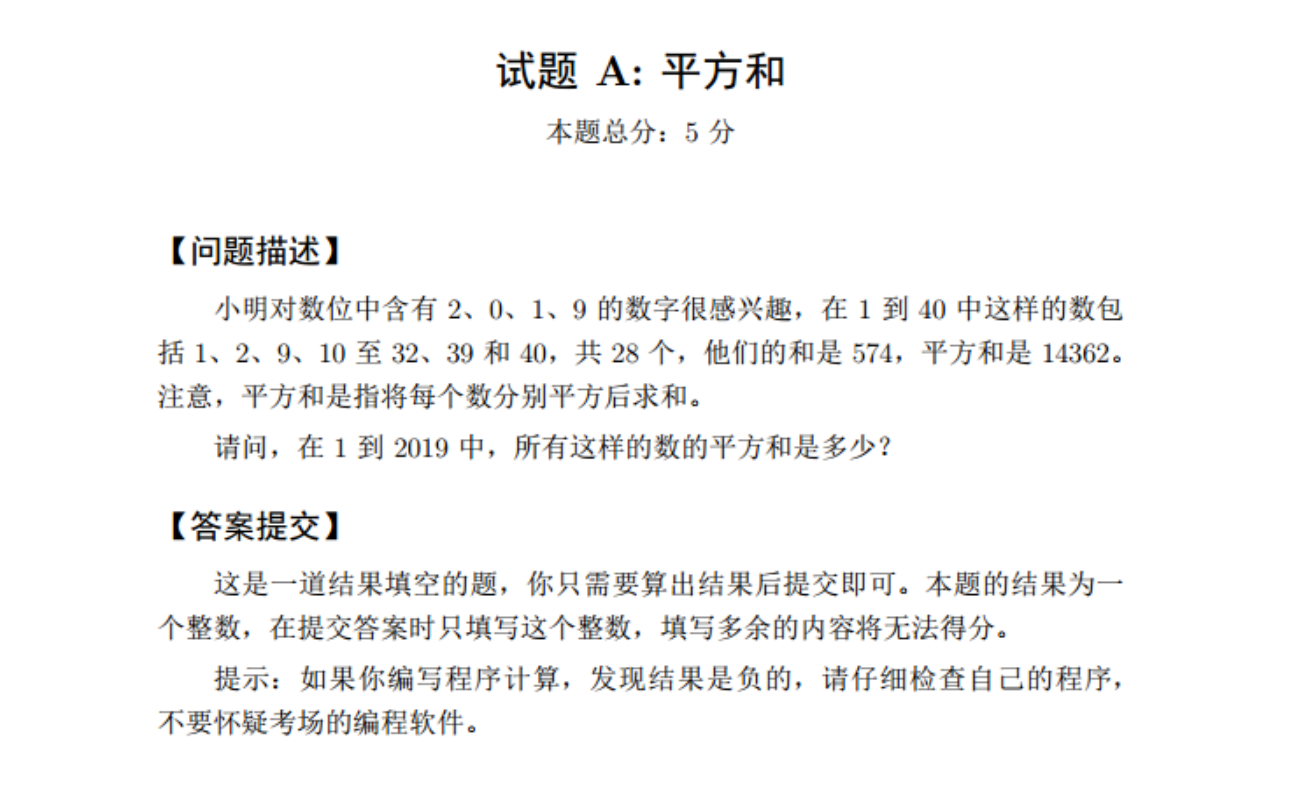 试题 A: 平方和
本题总分：5 分
【问题描述】
小明对数位中含有 2、0、1、9 的数字很感兴趣，在 1 到 40 中这样的数包
括 1、2、9、10 至 32、39 和 40，共 28 个，他们的和是 574，平方和是 14362。
注意，平方和是指将每个数分别平方后求和。
请问，在 1 到 2019 中，所有这样的数的平方和是多少？
【答案提交】
这是一道结果填空的题，你只需要算出结果后提交即可。本题的结果为一
个整数，在提交答案时只填写这个整数，填写多余的内容将无法得分。
提示：如果你编写程序计算，发现结果是负的，请仔细检查自己的程序，
不要怀疑考场的编程软件。